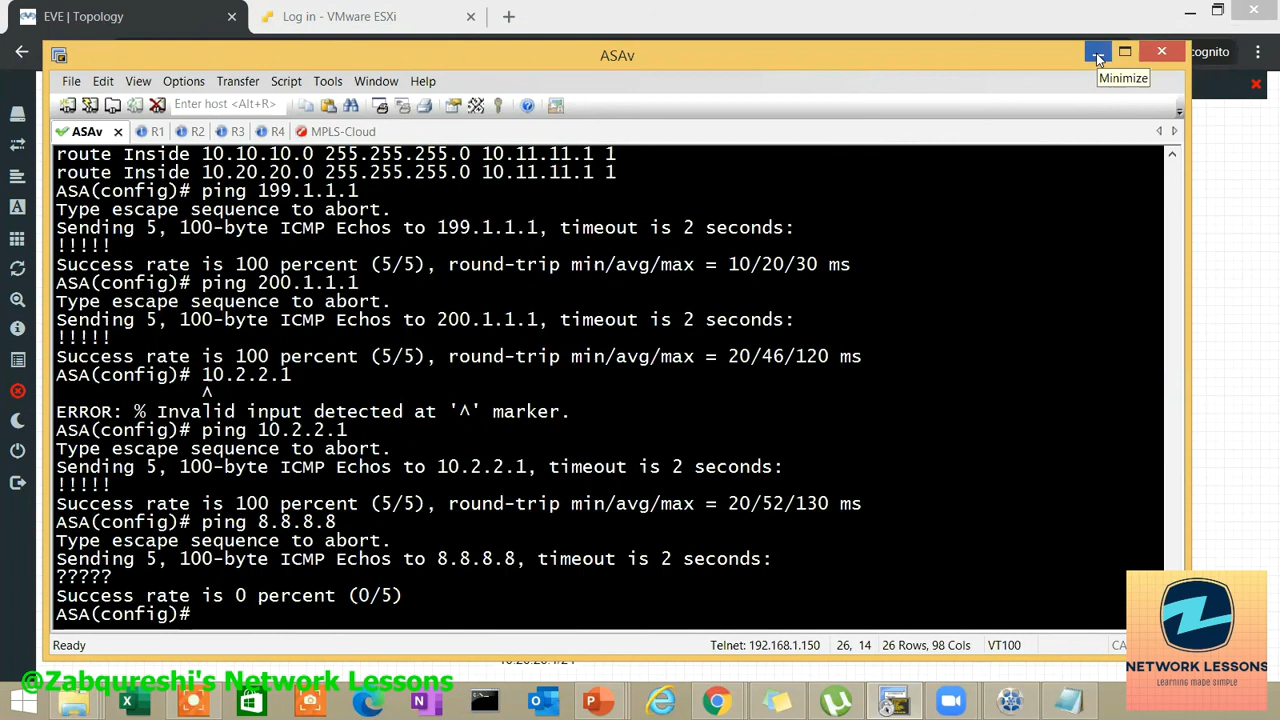 EVE | Topology
Log in - VMware ESXi
ASAv
cognito
Minimize
File Edit View Options Transfer Script Tools Window Help
Enter host <Alt+R>
ASAv R1 R2 R3 R4 MPLS-Cloud
route Inside 10.10.10.0 255.255.255.0 10.11.11.1 1
route Inside 10.20.20.0 255.255.255.0 10.11.11.1 1
ASA(config)# ping 199.1.1.1
Type escape sequence to abort.
Sending 5, 100-byte ICMP Echos to 199.1.1.1, timeout is 2 seconds:
!!!!!
Success rate is 100 percent (5/5), round-trip min/avg/max = 10/20/30 ms
ASA(config)# ping 200.1.1.1
Type escape sequence to abort.
Sending 5, 100-byte ICMP Echos to 200.1.1.1, timeout is 2 seconds:
!!!!!
Success rate is 100 percent (5/5), round-trip min/avg/max = 20/46/120 ms
ASA(config)# 10.2.2.1
^
ERROR: % Invalid input detected at '^' marker.
ASA(config)# ping 10.2.2.1
Type escape sequence to abort.
Sending 5, 100-byte ICMP Echos to 10.2.2.1, timeout is 2 seconds:
!!!!!
Success rate is 100 percent (5/5), round-trip min/avg/max = 20/52/130 ms
ASA(config)# ping 8.8.8.8
Type escape sequence to abort.
Sending 5, 100-byte ICMP Echos to 8.8.8.8, timeout is 2 seconds:
?????
Success rate is 0 percent (0/5)
ASA(config)#
Ready Telnet: 192.168.1.150 26, 14 26 Rows, 98 Cols VT100 CA
NETWORK LESSONS
LEARNING MADE SIMPLE
@Zabqureshi's Network Lessons